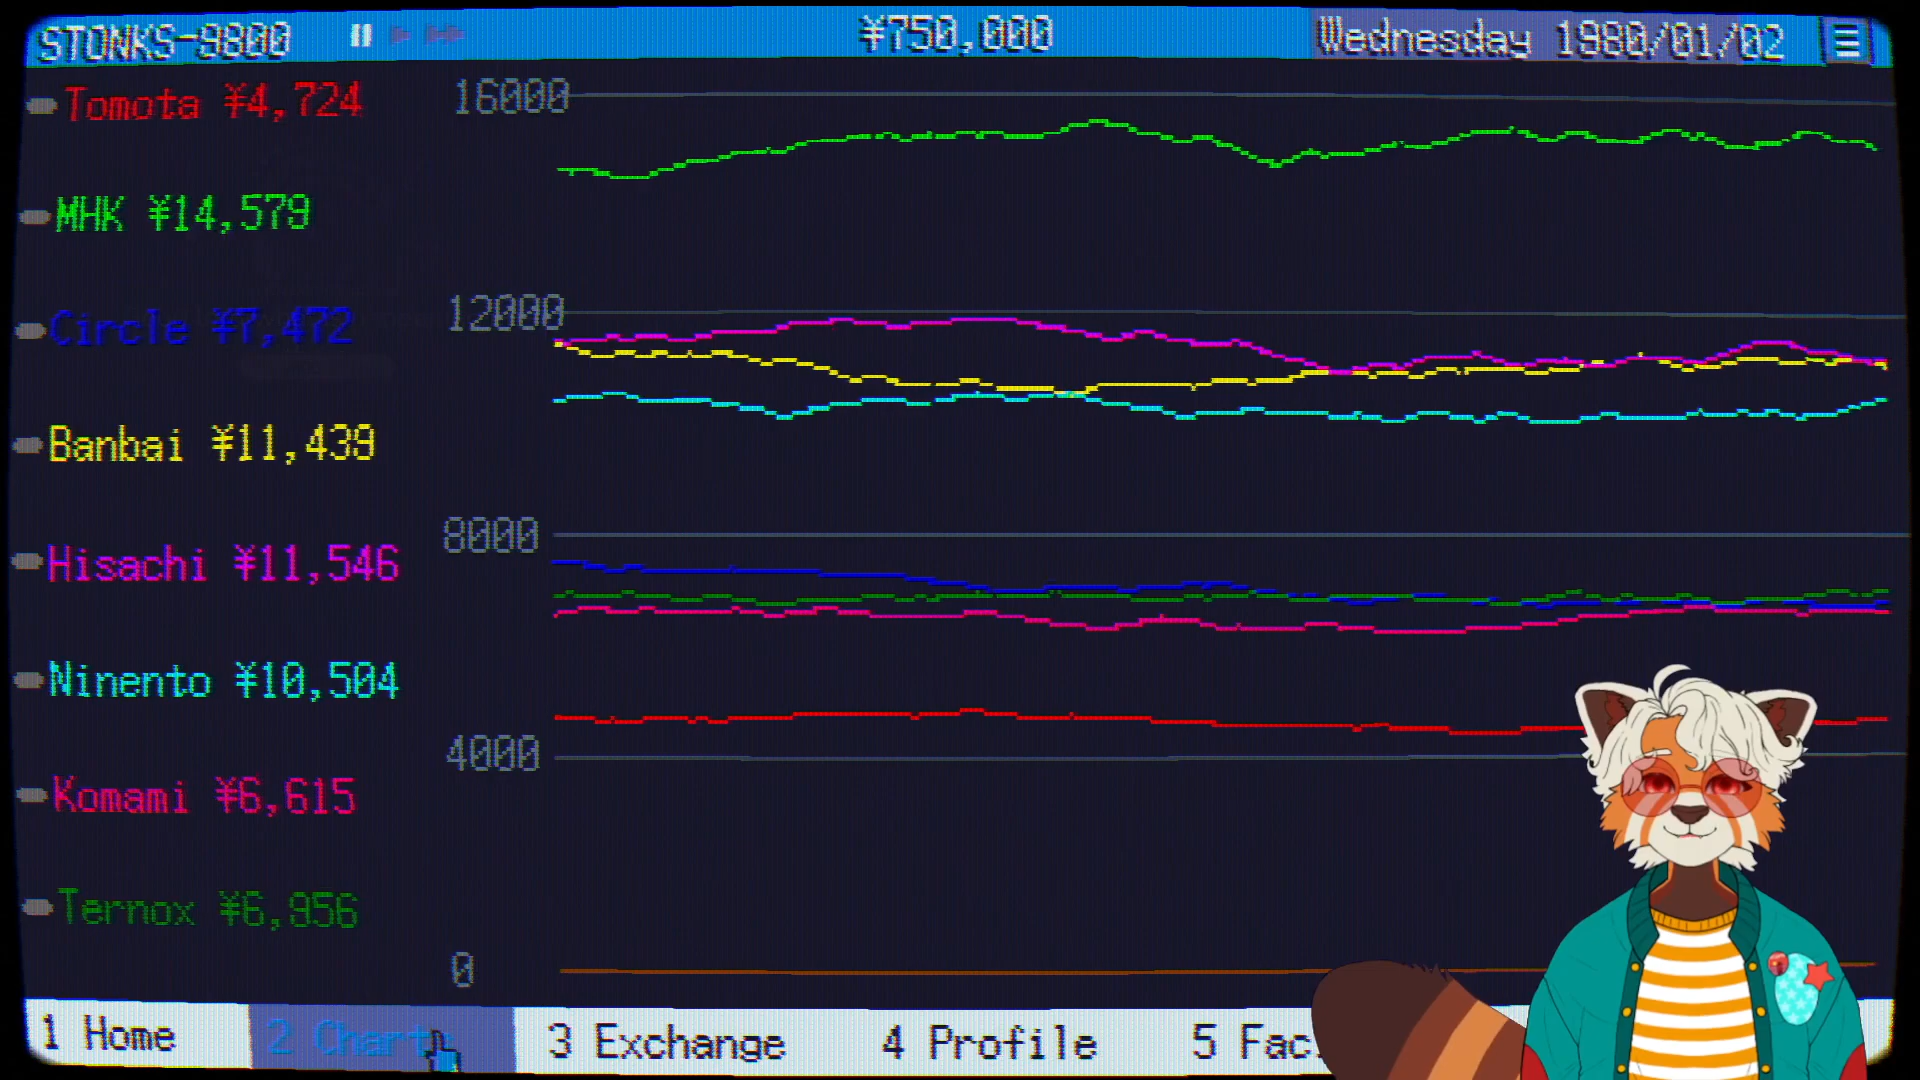 STONKS-9800
¥750,000
Wednesday 1980/01/02
Tomota ¥4,724
MHK ¥14,579
Circle ¥7,472
Banbai ¥11,439
Hisachi ¥11,546
Ninento ¥10,504
Komami ¥6,615
Ternox ¥6,956
16000
12000
8000
4000
0
1 Home
2 Chart
3 Exchange
4 Profile
5 Fac